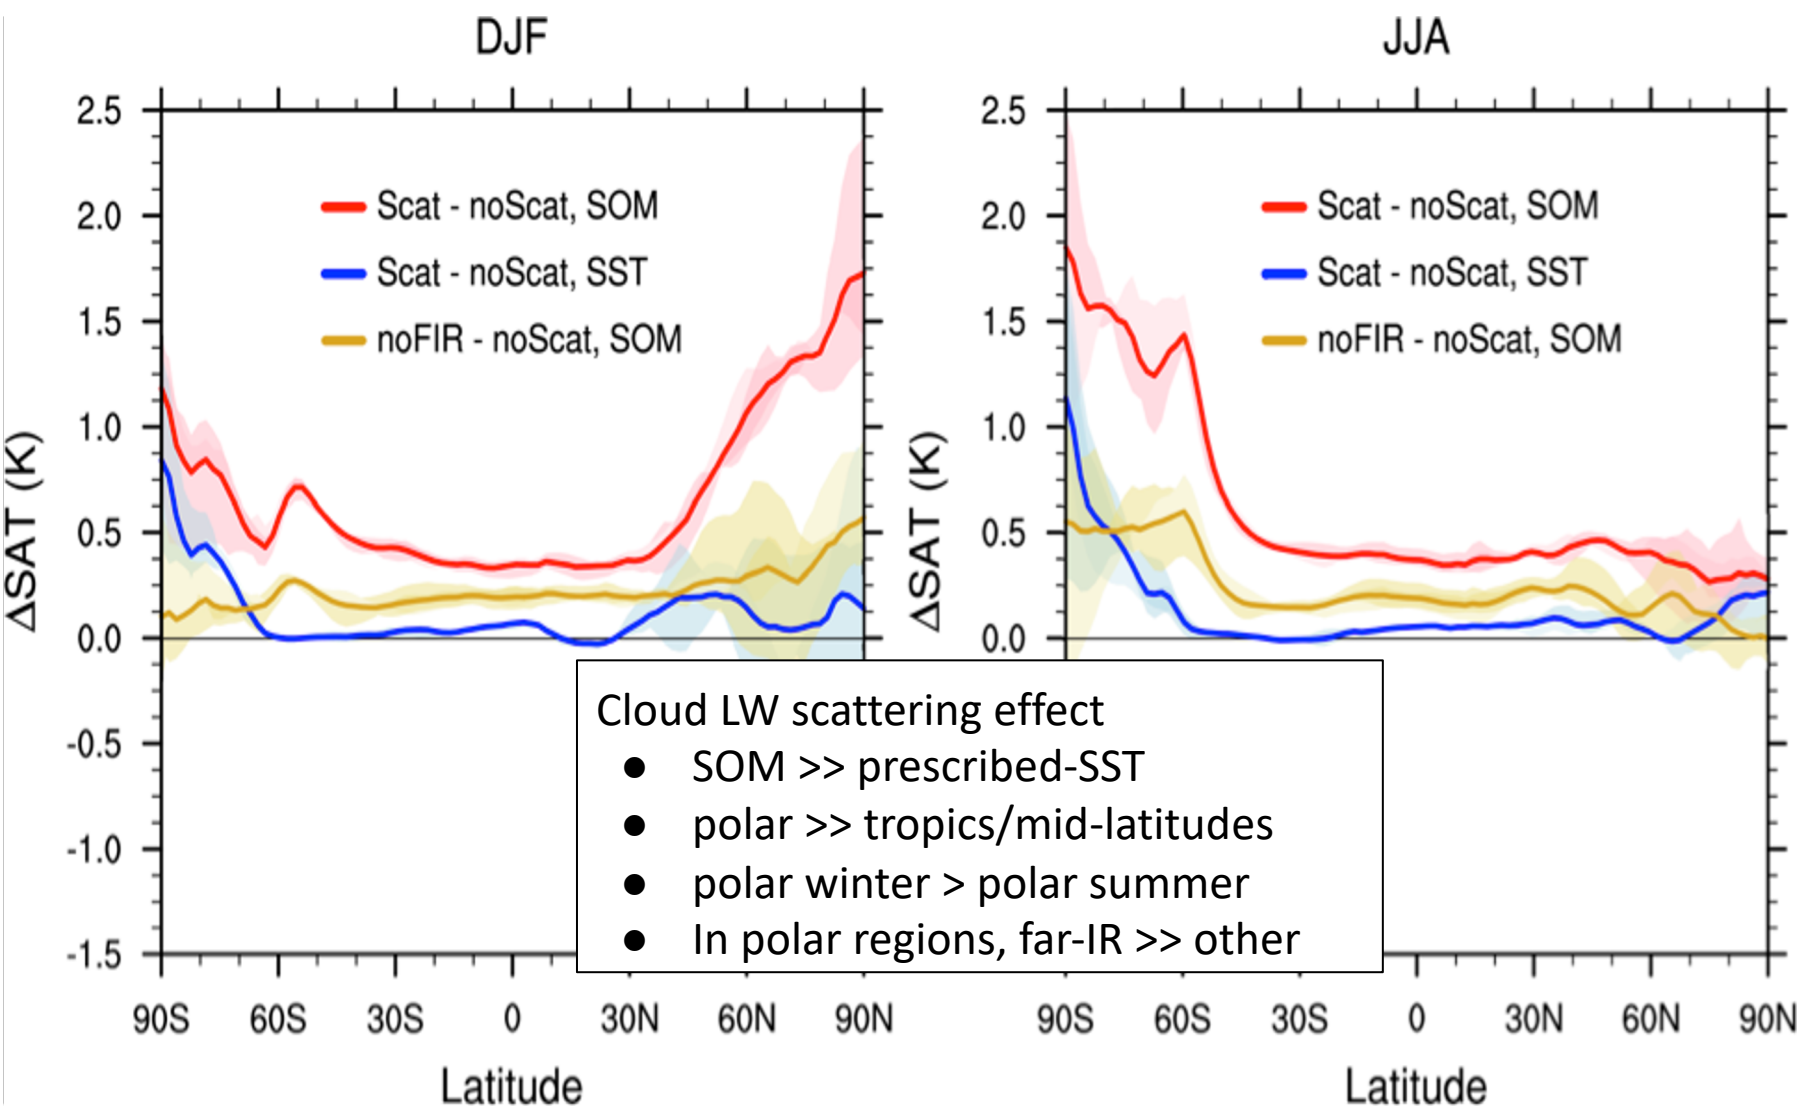 DJF
2.5
2.0
1.5
1.0
0.5
0.0
-0.5
-1.0
-1.5
ΔSAT (K)
Scat - noScat, SOM
Scat - noScat, SST
noFIR - noScat, SOM
90S 60S 30S 0 30N 60N 90N
Latitude
JJA
2.5
2.0
1.5
1.0
0.5
0.0
ΔSAT (K)
Scat - noScat, SOM
Scat - noScat, SST
noFIR - noScat, SOM
90S 60S 30S 0 30N 60N 90N
Latitude
Cloud LW scattering effect
● SOM >> prescribed-SST
● polar >> tropics/mid-latitudes
● polar winter > polar summer
● In polar regions, far-IR >> other